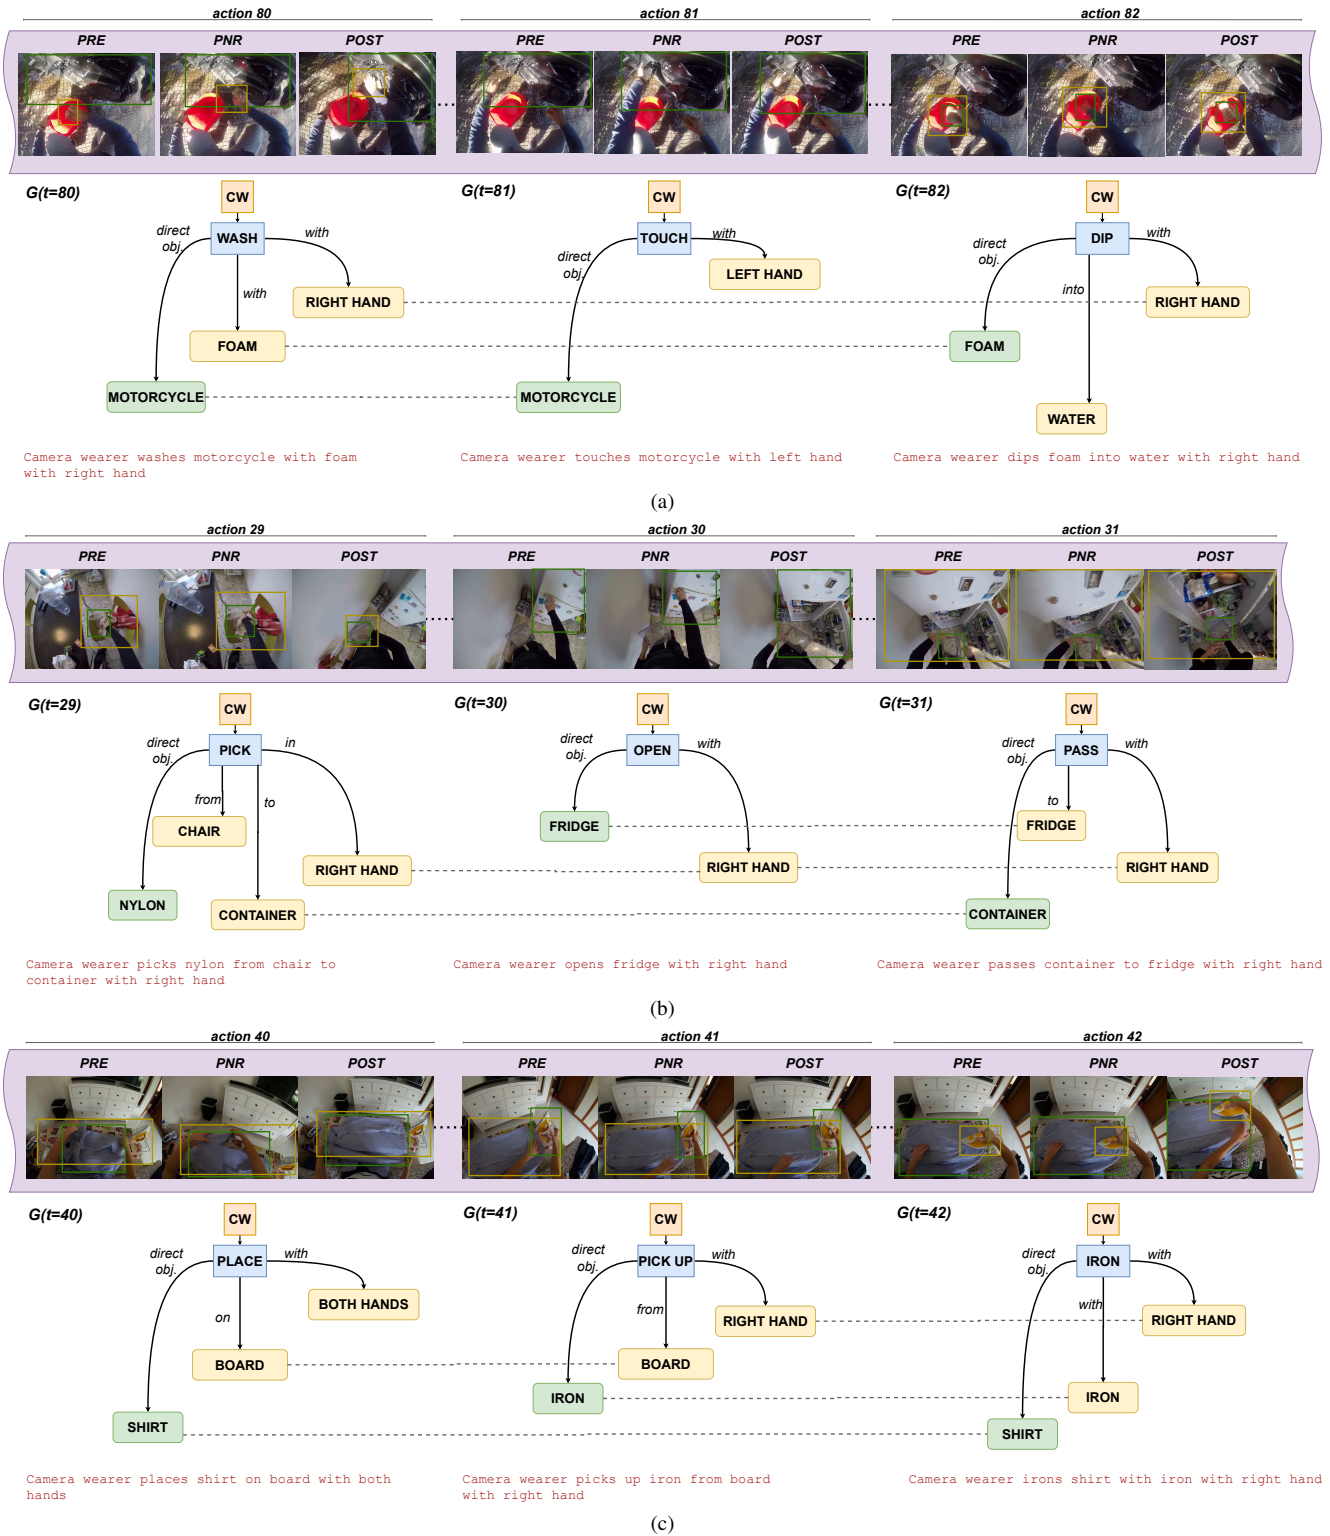 action 80
action 81
action 82
PRE PNR POST
PRE PNR POST
PRE PNR POST
G(t=80)
CW
WASH
direct
obj.
with
with
RIGHT HAND
FOAM
MOTORCYCLE
G(t=81)
CW
TOUCH
direct
obj.
with
LEFT HAND
MOTORCYCLE
G(t=82)
CW
DIP
direct
obj.
with
into
RIGHT HAND
FOAM
WATER
Camera wearer washes motorcycle with foam
with right hand
Camera wearer touches motorcycle with left hand
Camera wearer dips foam into water with right hand
(a)
action 29
action 30
action 31
PRE PNR POST
PRE PNR POST
PRE PNR POST
G(t=29)
CW
PICK
direct
obj.
in
from
to
CHAIR
RIGHT HAND
NYLON
CONTAINER
G(t=30)
CW
OPEN
direct
obj.
with
FRIDGE
RIGHT HAND
G(t=31)
CW
PASS
direct
obj.
with
to
FRIDGE
RIGHT HAND
CONTAINER
Camera wearer picks nylon from chair to
container with right hand
Camera wearer opens fridge with right hand
Camera wearer passes container to fridge with right hand
(b)
action 40
action 41
action 42
PRE PNR POST
PRE PNR POST
PRE PNR POST
G(t=40)
CW
PLACE
direct
obj.
with
on
BOTH HANDS
BOARD
SHIRT
G(t=41)
CW
PICK UP
direct
obj.
with
from
RIGHT HAND
BOARD
IRON
G(t=42)
CW
IRON
direct
obj.
with
with
RIGHT HAND
IRON
SHIRT
Camera wearer places shirt on board with both
hands
Camera wearer picks up iron from board
with right hand
Camera wearer irons shirt with iron with right hand
(c)